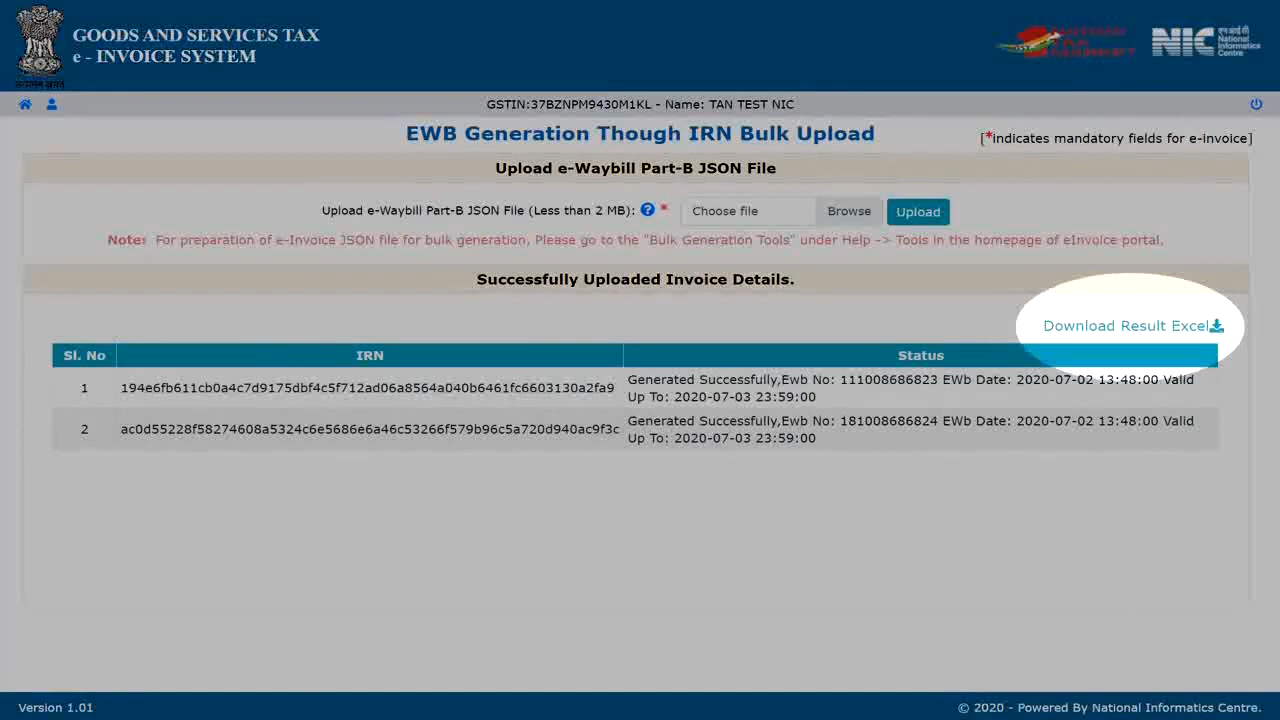 GOODS AND SERVICES TAX
e - INVOICE SYSTEM
NIC
एन आई सी
National
Informatics
Centre
GSTIN:37BZNPM9430M1KL - Name: TAN TEST NIC
EWB Generation Though IRN Bulk Upload
[*indicates mandatory fields for e-invoice]
Upload e-Waybill Part-B JSON File
Upload e-Waybill Part-B JSON File (Less than 2 MB): ? * Choose file Browse Upload
Note: For preparation of e-Invoice JSON file for bulk generation, Please go to the "Bulk Generation Tools" under Help -> Tools in the homepage of eInvoice portal.
Successfully Uploaded Invoice Details.
Download Result Excel
Sl. No IRN Status
1 194e6fb611cb0a4c7d9175dbf4c5f712ad06a8564a040b6461fc6603130a2fa9 Generated Successfully,Ewb No: 111008686823 EWb Date: 2020-07-02 13:48:00 Valid
Up To: 2020-07-03 23:59:00
2 ac0d55228f58274608a5324c6e5686e6a46c53266f579b96c5a720d940ac9f3c Generated Successfully,Ewb No: 181008686824 EWb Date: 2020-07-02 13:48:00 Valid
Up To: 2020-07-03 23:59:00
Version 1.01
© 2020 - Powered By National Informatics Centre.